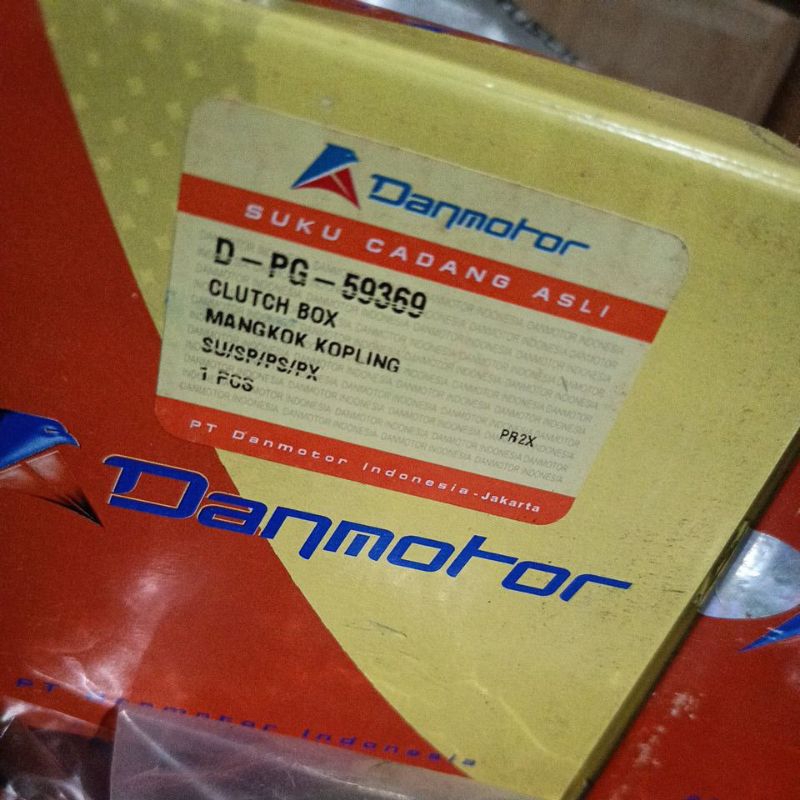 Danmotor
SUKU CADANG ASLI
D-PG-59369
CLUTCH BOX
MANGKOK KOPLING
SU/SP/PS/PX
1 PCS
PR2X
PT Danmotor Indonesia - Jakarta
Danmotor
PT Danmotor Indonesia